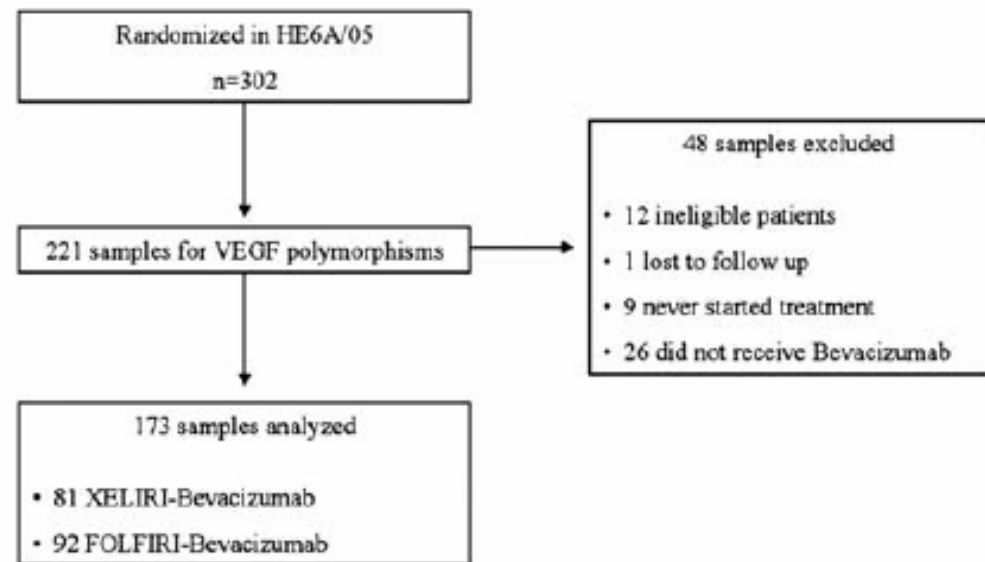 Randomized in HE6A/05
n=302
48 samples excluded
• 12 ineligible patients
• 1 lost to follow up
• 9 never started treatment
• 26 did not receive Bevacizumab
221 samples for VEGF polymorphisms
173 samples analyzed
• 81 XELIRI-Bevacizumab
• 92 FOLFIRI-Bevacizumab